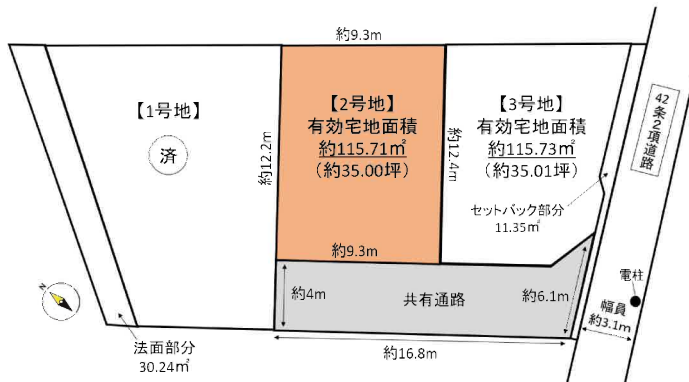 約9.3m
【1号地】
済
約12.2m
【2号地】
有効宅地面積
約115.71㎡
(約35.00坪)
約12.4m
【3号地】
有効宅地面積
約115.73㎡
(約35.01坪)
42条2項道路
セットバック部分
11.35㎡
約9.3m
約4m
共有通路
約6.1m
電柱
幅員
約3.1m
N
法面部分
30.24㎡
約16.8m